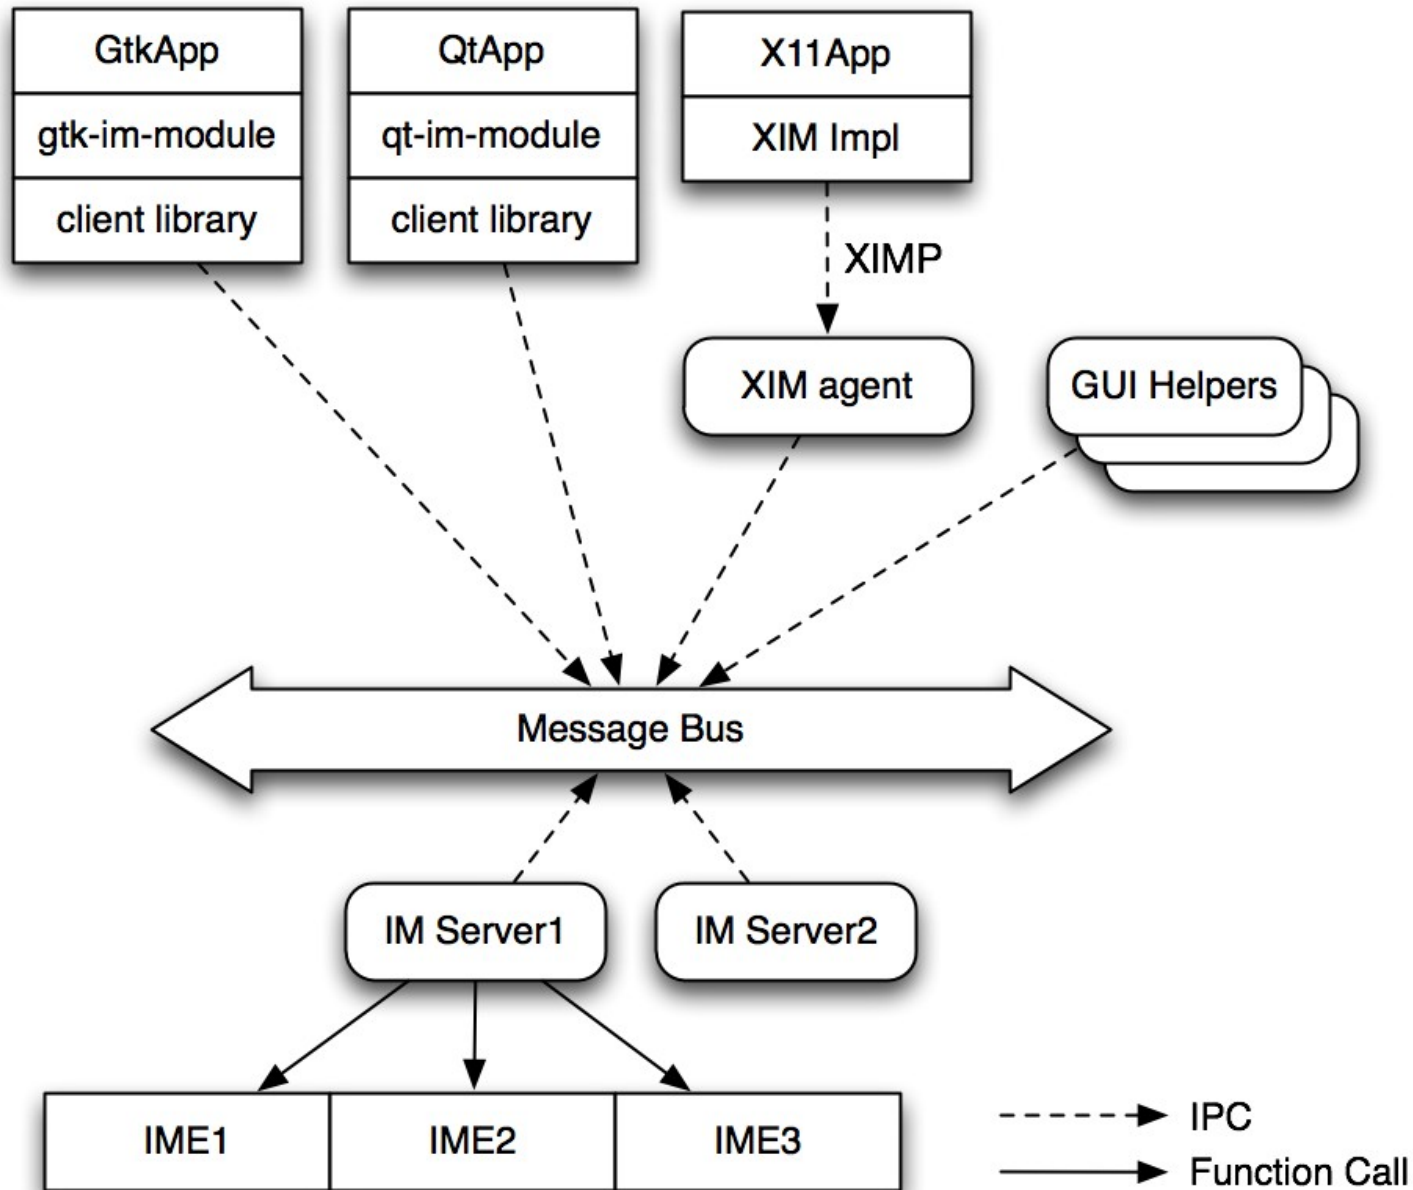 GtkApp
gtk-im-module
client library
QtApp
qt-im-module
client library
X11App
XIM Impl
XIMP
XIM agent
GUI Helpers
Message Bus
IM Server1
IM Server2
IME1
IME2
IME3
IPC
Function Call